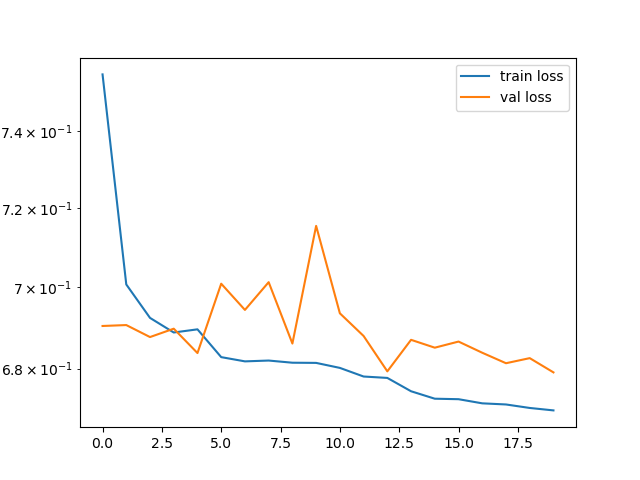 train loss
val loss
7.4 × 10⁻¹
7.2 × 10⁻¹
7 × 10⁻¹
6.8 × 10⁻¹
0.0 2.5 5.0 7.5 10.0 12.5 15.0 17.5